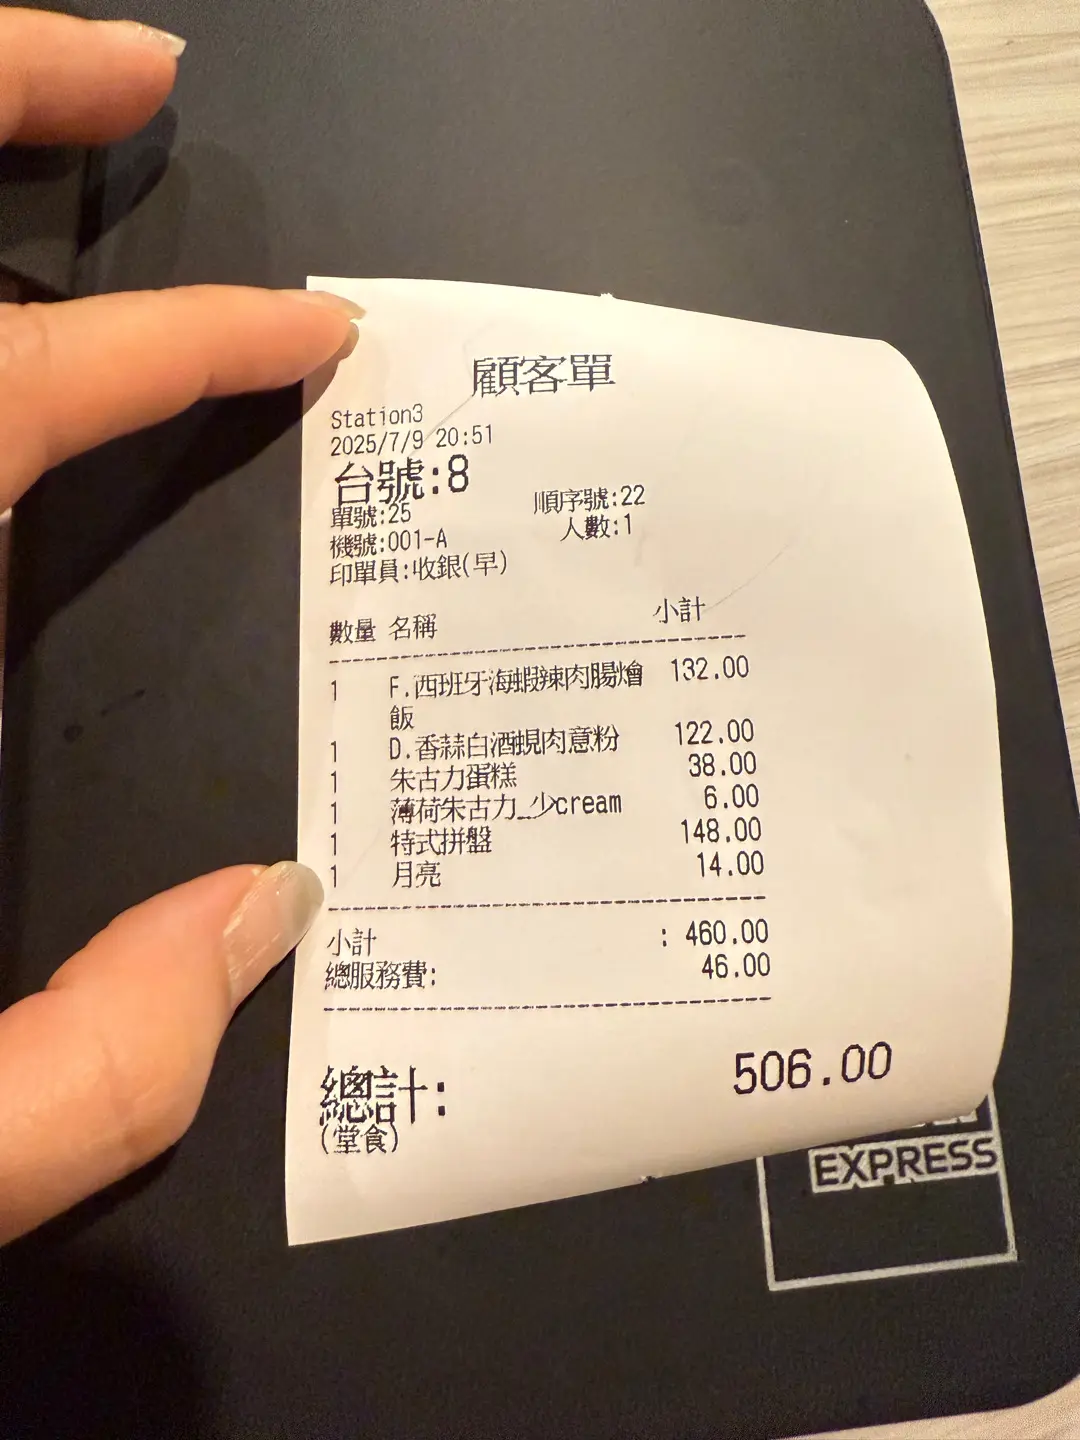 顧客單
Station3
2025/7/9 20:51
台號:8
單號:25 順序號:22
機號:001-A 人數:1
印單員:收銀(早)
數量 名稱 小計
1 F.西班牙海蝦辣肉腸燴飯 132.00
1 D.香蒜白酒蜆肉意粉 122.00
1 朱古力蛋糕 38.00
1 薄荷朱古力_少cream 6.00
1 特式拼盤 148.00
1 月亮 14.00
小計 : 460.00
總服務費: 46.00
總計: 506.00
(堂食)
EXPRESS